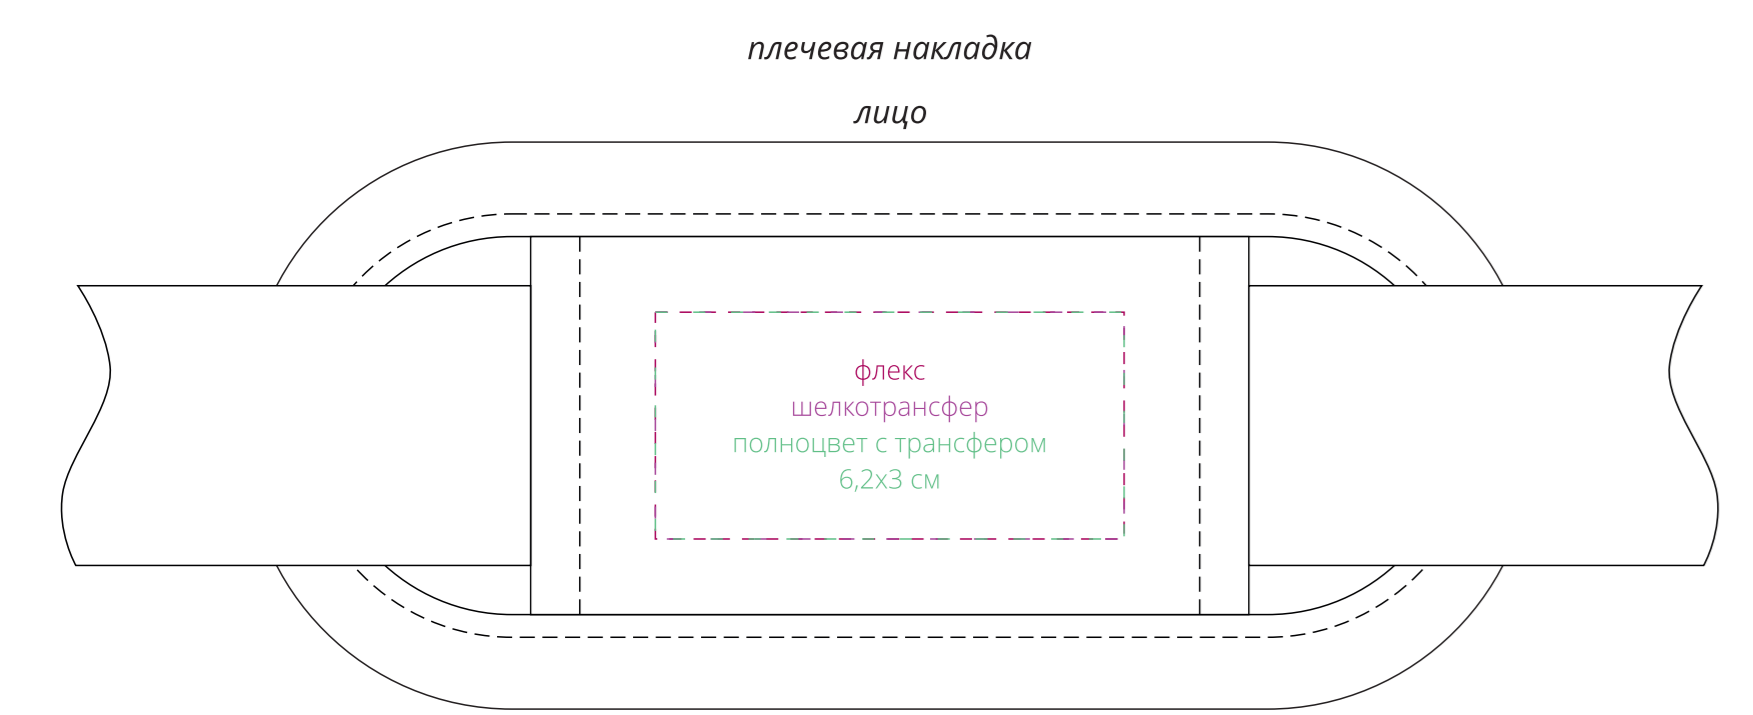 плечевая накладка
лицо
флекс
шелкотрансфер
полноцвет с трансфером
6,2х3 см